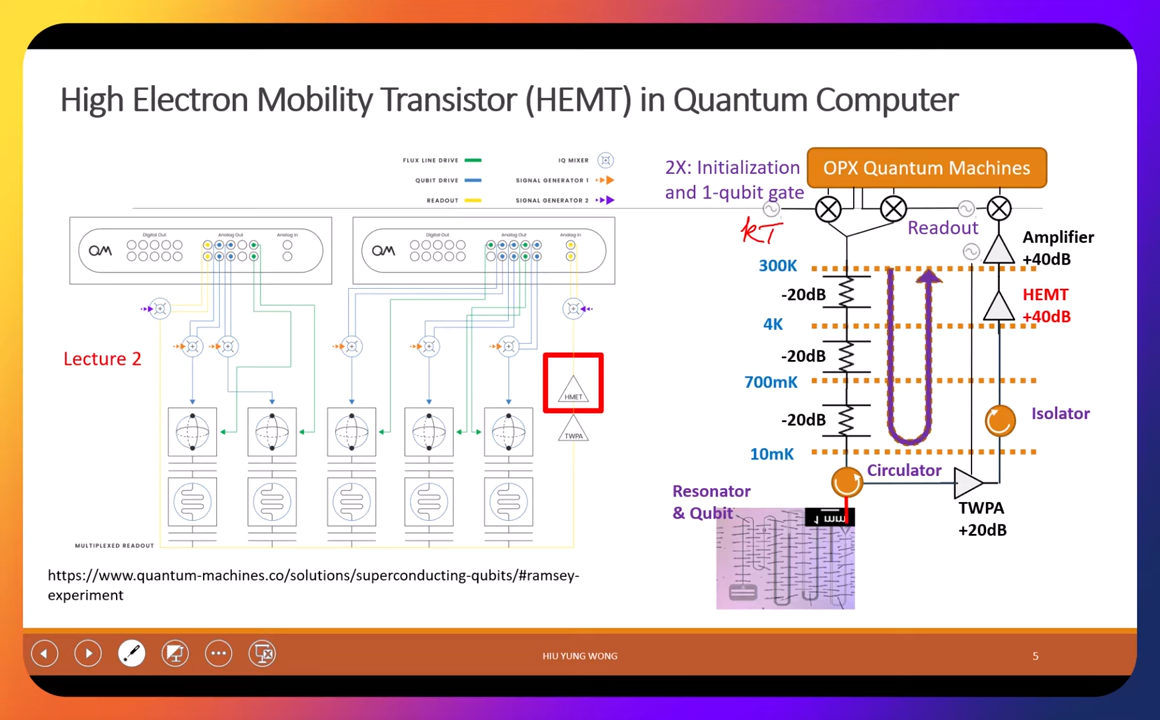 High Electron Mobility Transistor (HEMT) in Quantum Computer
FLUX LINE DRIVE
IQ MIXER
QUBIT DRIVE
SIGNAL GENERATOR 1
READOUT
SIGNAL GENERATOR 2
QM
Digital Out
Analog Out
Analog In
QM
Digital Out
Analog Out
Analog In
Lecture 2
HMET
TWPA
MULTIPLEXED READOUT
https://www.quantum-machines.co/solutions/superconducting-qubits/#ramsey-
experiment
2X: Initialization
and 1-qubit gate
OPX Quantum Machines
kT
Readout
Amplifier
+40dB
300K
-20dB
HEMT
+40dB
4K
-20dB
700mK
-20dB
Isolator
10mK
Circulator
Resonator
& Qubit
TWPA
+20dB
1 mm
HIU YUNG WONG
5